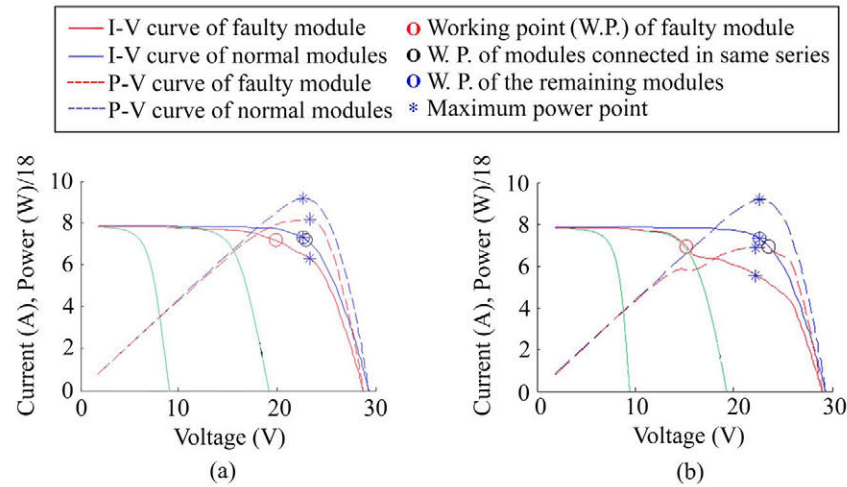 I-V curve of faulty module
I-V curve of normal modules
P-V curve of faulty module
P-V curve of normal modules
Working point (W.P.) of faulty module
W. P. of modules connected in same series
W. P. of the remaining modules
* Maximum power point
Current (A), Power (W)/18
10
8
6
4
2
0
0
10
20
30
Voltage (V)
(a)
Current (A), Power (W)/18
10
8
6
4
2
0
0
10
20
30
Voltage (V)
(b)